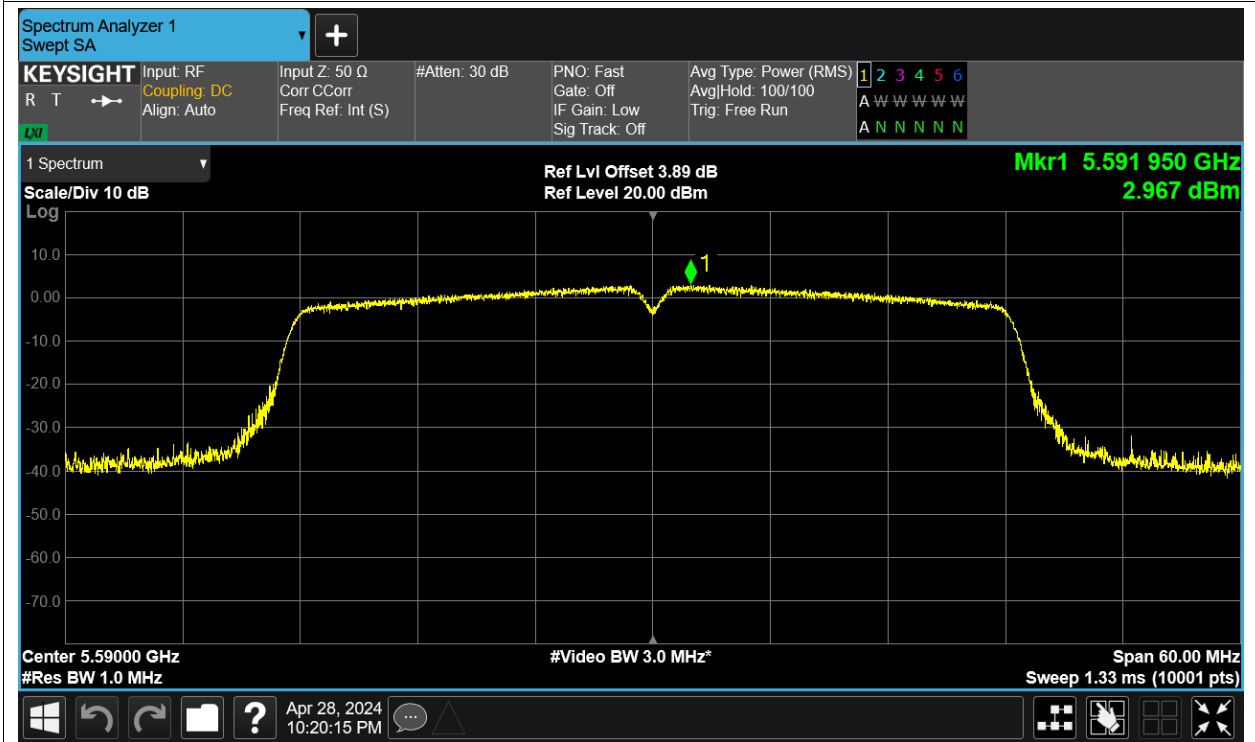 Spectrum Analyzer 1
Swept SA
KEYSIGHT
R T
LXI
Input: RF
Coupling: DC
Align: Auto
Input Z: 50 Ω
Corr CCorr
Freq Ref: Int (S)
#Atten: 30 dB
PNO: Fast
Gate: Off
IF Gain: Low
Sig Track: Off
Avg Type: Power (RMS)
Avg|Hold: 100/100
Trig: Free Run
1 2 3 4 5 6
A W W W W W
A N N N N N
1 Spectrum
Scale/Div 10 dB
Log
Ref Lvl Offset 3.89 dB
Ref Level 20.00 dBm
Mkr1 5.591 950 GHz
2.967 dBm
1
10.0
0.00
-10.0
-20.0
-30.0
-40.0
-50.0
-60.0
-70.0
Center 5.59000 GHz
#Res BW 1.0 MHz
#Video BW 3.0 MHz*
Span 60.00 MHz
Sweep 1.33 ms (10001 pts)
?
Apr 28, 2024
10:20:15 PM